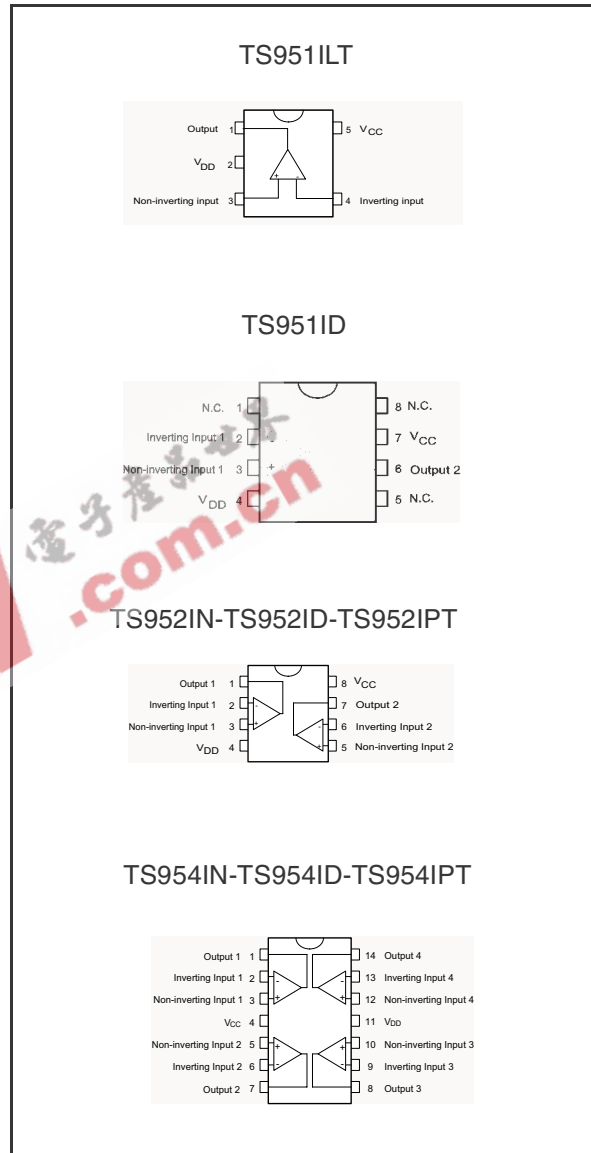 TS951ILT
Output 1
5 VCC
VDD 2
Non-inverting input 3
4 Inverting input
+ -
TS951ID
N.C. 1
8 N.C.
Inverting Input 1 2
-
7 VCC
Non-inverting Input 1 3
+
6 Output 2
VDD 4
5 N.C.
電子產品世界
.com.cn
TS952IN-TS952ID-TS952IPT
Output 1 1
8 VCC
Inverting Input 1 2
-
7 Output 2
Non-inverting Input 1 3
+
-
6 Inverting Input 2
VDD 4
+
5 Non-inverting Input 2
TS954IN-TS954ID-TS954IPT
Output 1 1
14 Output 4
Inverting Input 1 2
- -
13 Inverting Input 4
Non-inverting Input 1 3
+ +
12 Non-inverting Input 4
VCC 4
11 VDD
Non-inverting Input 2 5
+ +
10 Non-inverting Input 3
Inverting Input 2 6
- -
9 Inverting Input 3
Output 2 7
8 Output 3